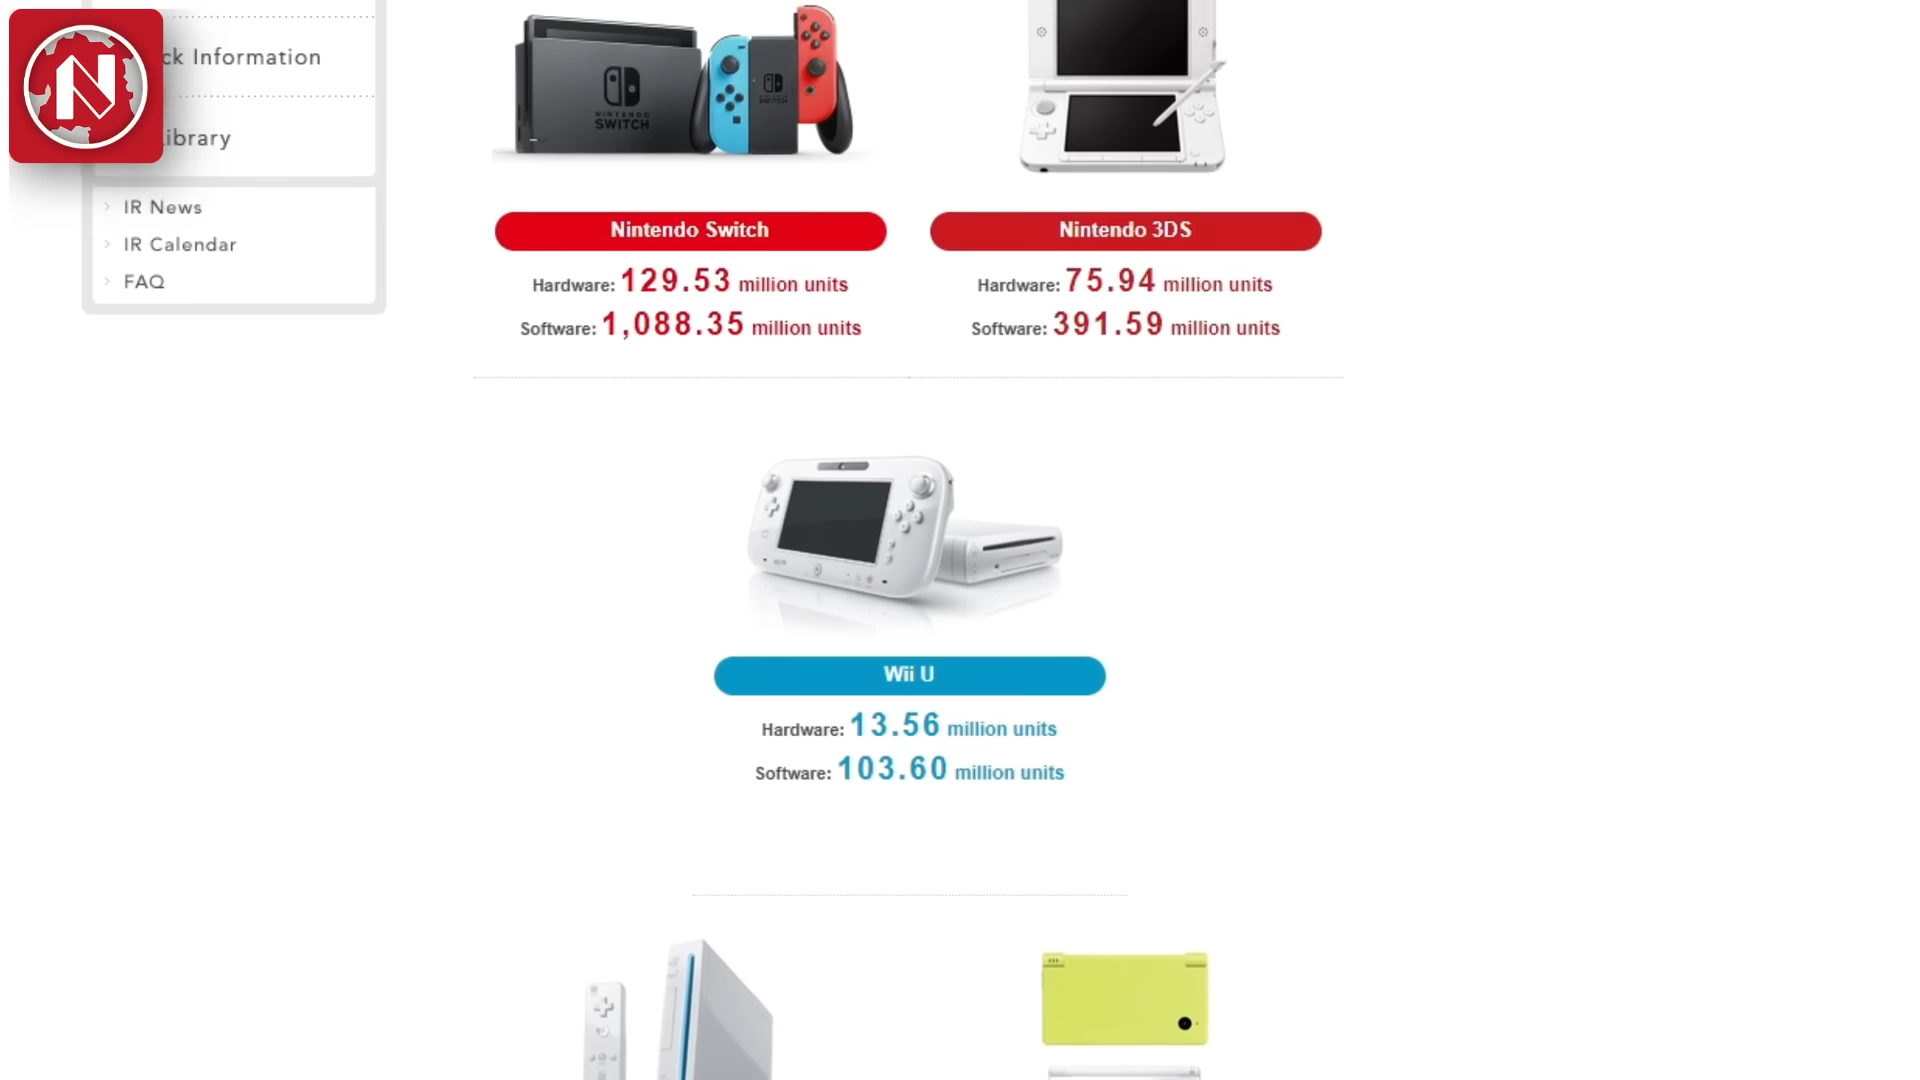 ck Information
ibrary
IR News
IR Calendar
FAQ
NINTENDO
SWITCH
Nintendo Switch
Hardware: 129.53 million units
Software: 1,088.35 million units
Nintendo 3DS
Hardware: 75.94 million units
Software: 391.59 million units
Wii U
Hardware: 13.56 million units
Software: 103.60 million units